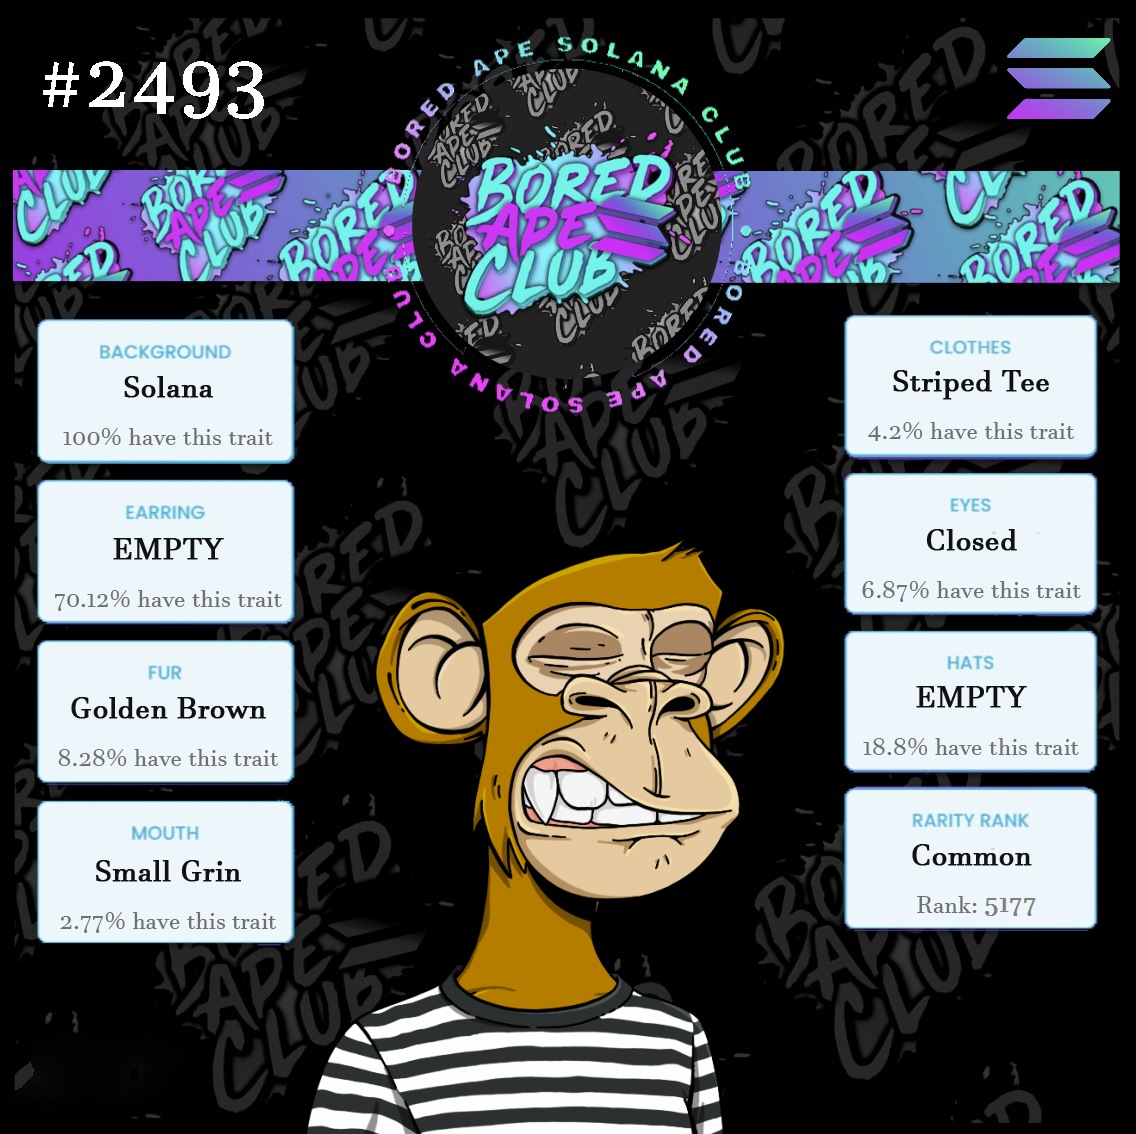 #2493
BORED APE SOLANA CLUB
BORED APE SOLANA CLUB
BORED
APE
CLUB
BACKGROUND
Solana
100% have this trait
EARRING
EMPTY
70.12% have this trait
FUR
Golden Brown
8.28% have this trait
MOUTH
Small Grin
2.77% have this trait
CLOTHES
Striped Tee
4.2% have this trait
EYES
Closed
6.87% have this trait
HATS
EMPTY
18.8% have this trait
RARITY RANK
Common
Rank: 5177